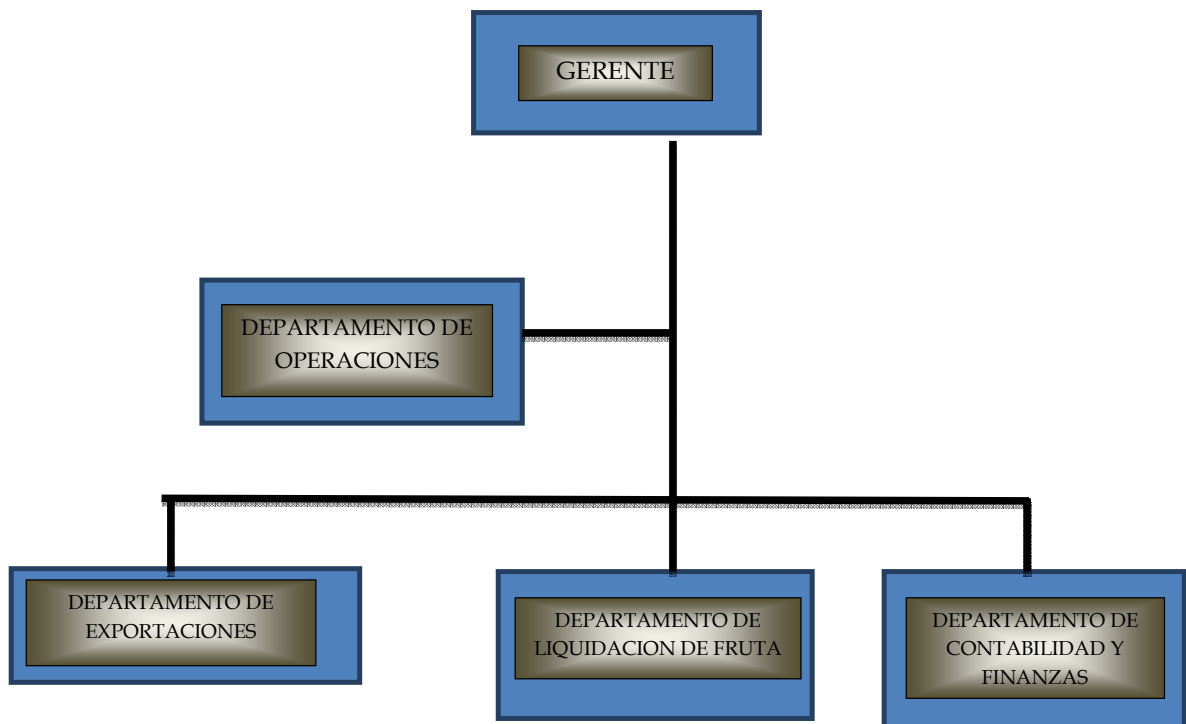 GERENTE
DEPARTAMENTO DE
OPERACIONES
DEPARTAMENTO DE
EXPORTACIONES
DEPARTAMENTO DE
LIQUIDACION DE FRUTA
DEPARTAMENTO DE
CONTABILIDAD Y
FINANZAS